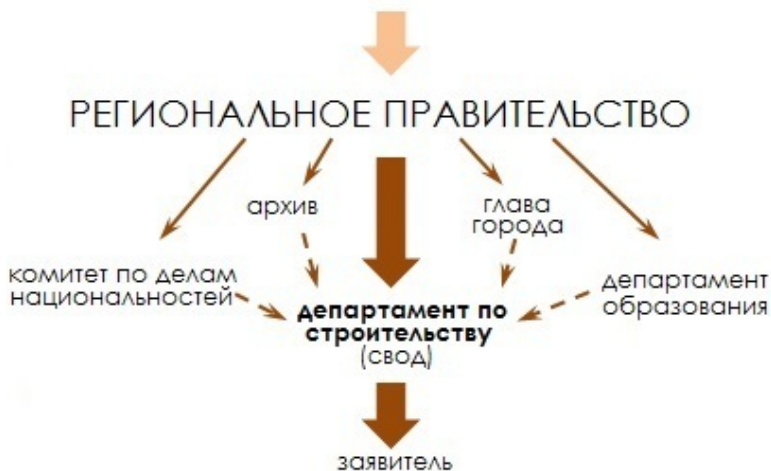 РЕГИОНАЛЬНОЕ ПРАВИТЕЛЬСТВО
архив
глава
города
комитет по делам
национальностей
департамент
образования
департамент по
строительству
(свод)
заявитель